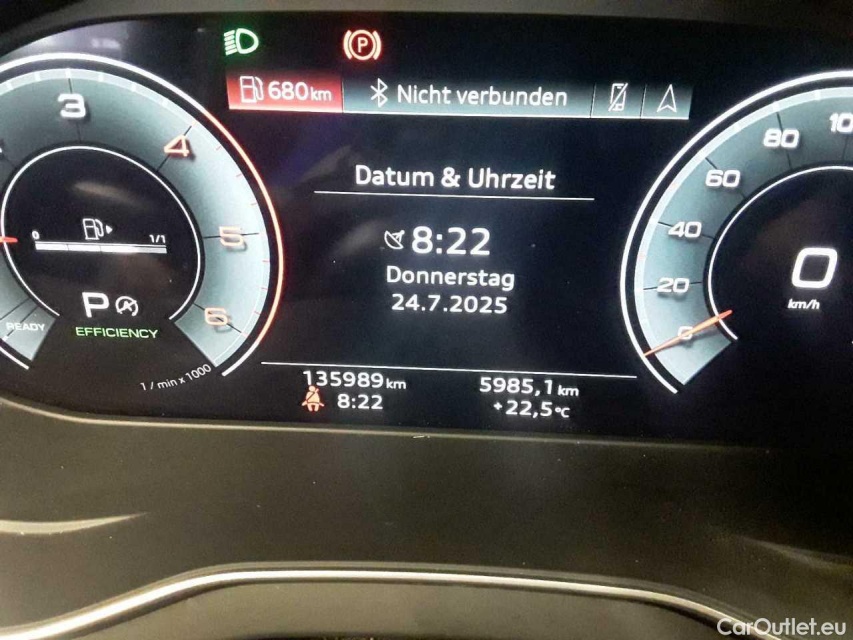 P
680km
Nicht verbunden
Datum & Uhrzeit
8:22
Donnerstag
24.7.2025
3
4
5
6
0 1/1
P
EFFICIENCY
READY
1 / min x 1000
135989 km
8:22
5985,1 km
+22,5°C
0
20
40
60
80
10
0
km/h
CarOutlet.eu